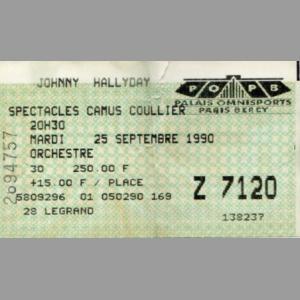 JOHNNY HALLYDAY
POPB
PALAIS OMNISPORTS
PARIS BERCY
SPECTACLES CAMUS COULLIER
20H30
MARDI 25 SEPTEMBRE 1990
ORCHESTRE
30 250.00 F
+15.00 F / PLACE
Z 7120
5809296 01 050290 169
138237
28 LEGRAND
2094757